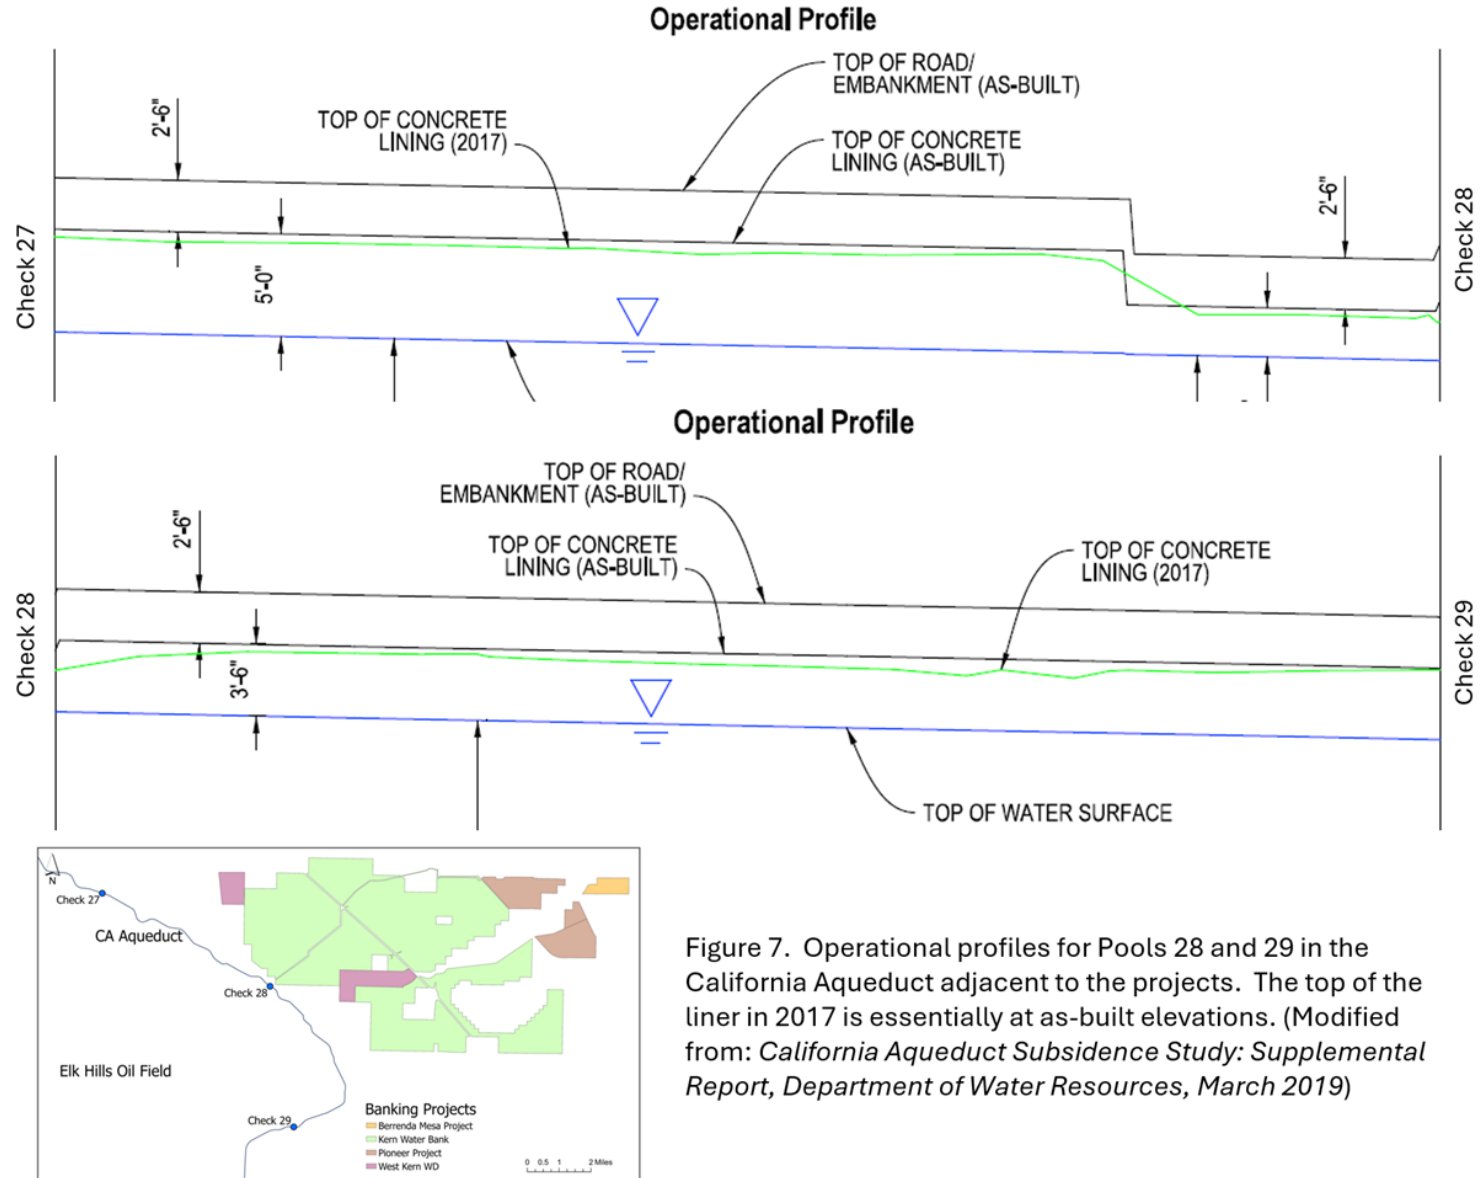 Operational Profile
TOP OF ROAD/
EMBANKMENT (AS-BUILT)
2'-6"
TOP OF CONCRETE
LINING (2017)
TOP OF CONCRETE
LINING (AS-BUILT)
2'-6"
Check 27
5'-0"
Check 28
Operational Profile
TOP OF ROAD/
EMBANKMENT (AS-BUILT)
2'-6"
TOP OF CONCRETE
LINING (AS-BUILT)
TOP OF CONCRETE
LINING (2017)
Check 28
3'-6"
Check 29
TOP OF WATER SURFACE
N
Check 27
CA Aqueduct
Check 28
Elk Hills Oil Field
Check 29
Banking Projects
Berrenda Mesa Project
Kern Water Bank
Pioneer Project
West Kern WD
0 0.5 1 2 Miles
Figure 7. Operational profiles for Pools 28 and 29 in the
California Aqueduct adjacent to the projects. The top of the
liner in 2017 is essentially at as-built elevations. (Modified
from: California Aqueduct Subsidence Study: Supplemental
Report, Department of Water Resources, March 2019)